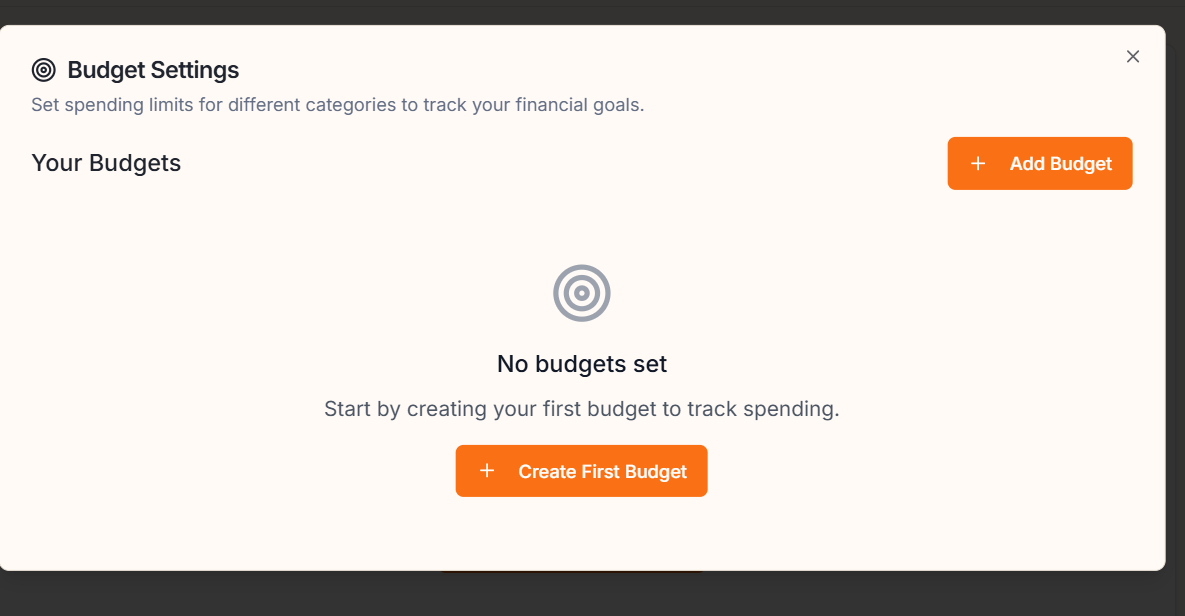 Budget Settings
Set spending limits for different categories to track your financial goals.
Your Budgets
Add Budget
No budgets set
Start by creating your first budget to track spending.
Create First Budget